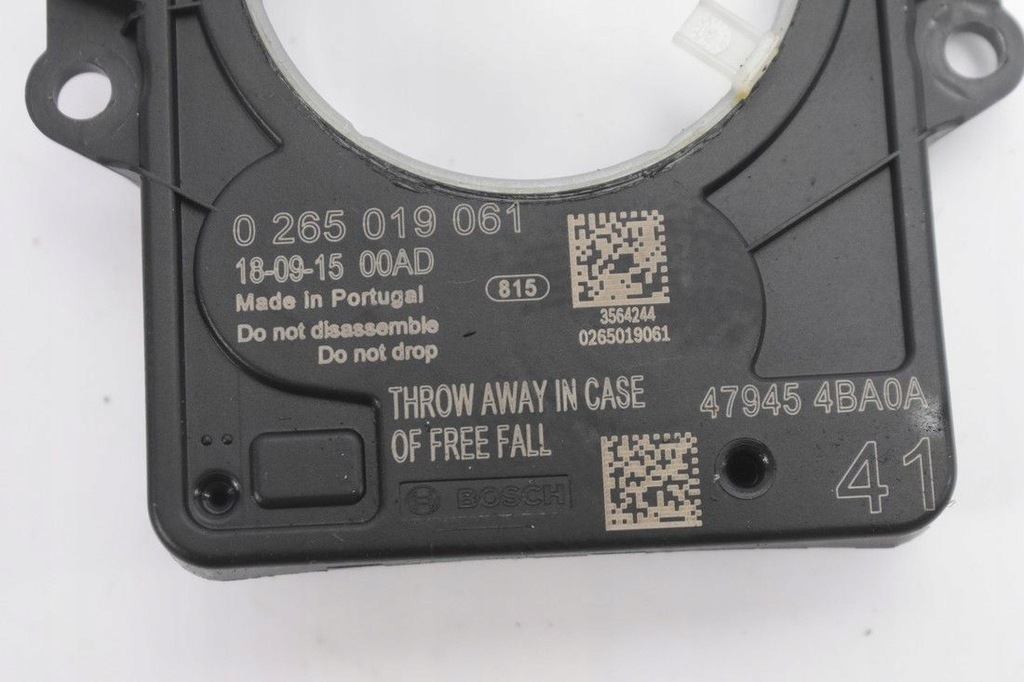 0 265 019 061
18-09-15 00AD
Made in Portugal
815
Do not disassemble
Do not drop
3564244
0265019061
THROW AWAY IN CASE
OF FREE FALL
47945 4BA0A
41
BOSCH